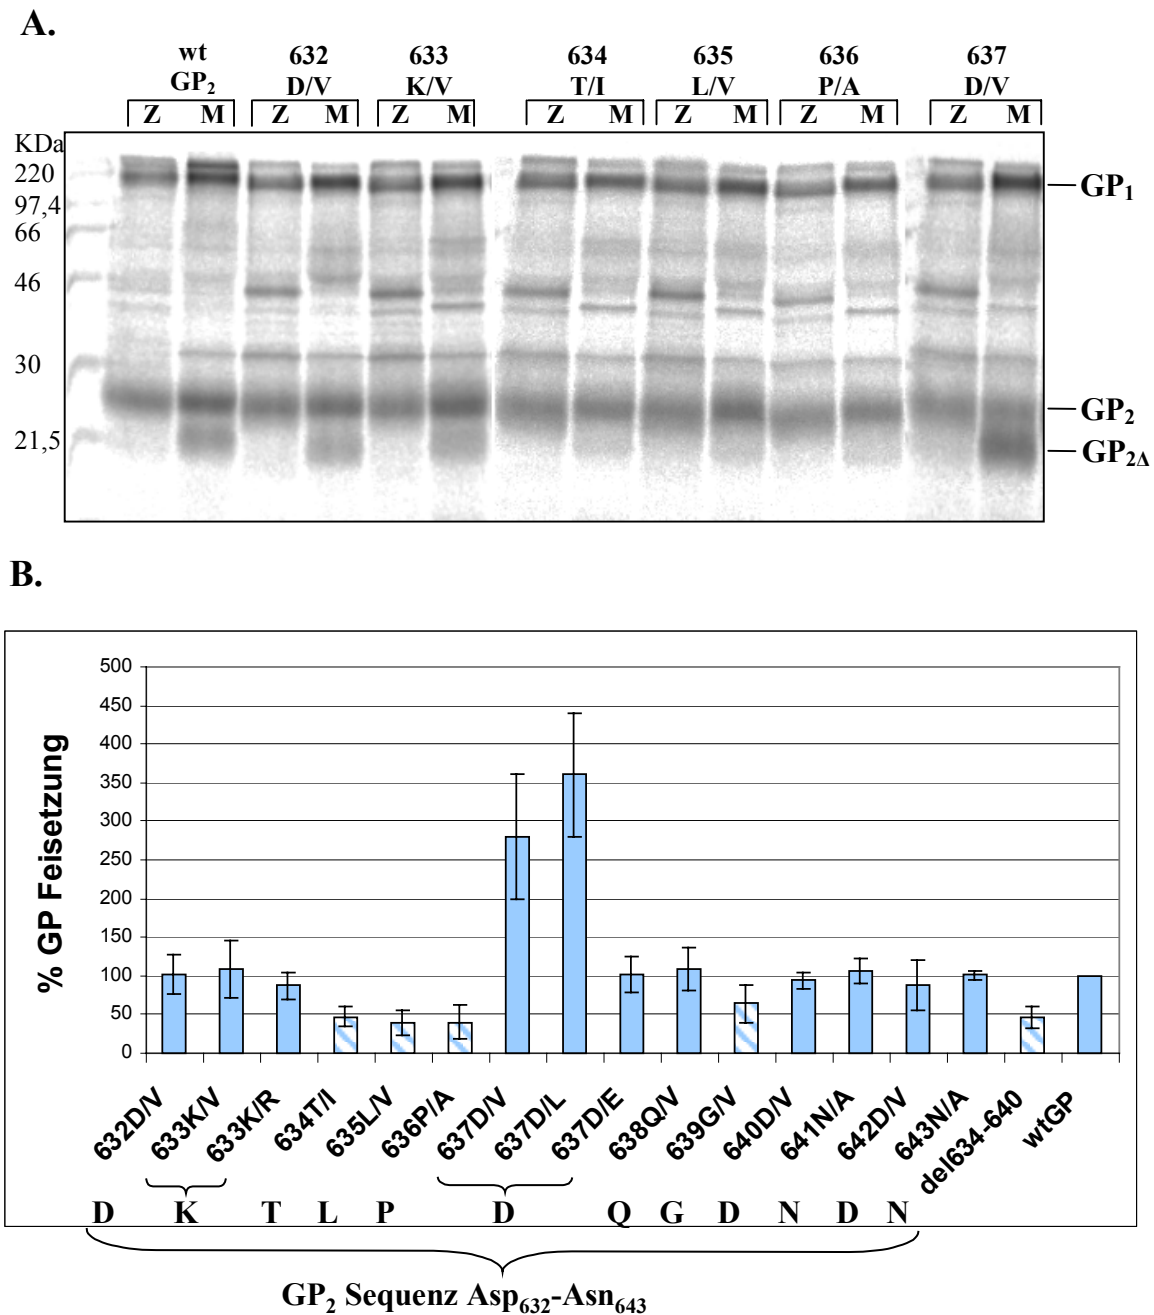 A.
wt 632 633 634 635 636 637
GP₂ D/V K/V T/I L/V P/A D/V
Z M Z M Z M Z M Z M Z M Z M
KDa
220
GP₁
97,4
66
46
30
GP₂
21,5
GP₂Δ
B.
% GP Feisetzung
500
450
400
350
300
250
200
150
100
50
0
632D/V 633K/V 633K/R 634T/I 635L/V 636P/A 637D/V 637D/L 637D/E 638Q/V 639G/V 640D/V 641N/A 642D/V 643N/A del634-640 wtGP
D K T L P D Q G D N D N
GP₂ Sequenz Asp₆₃₂-Asn₆₄₃